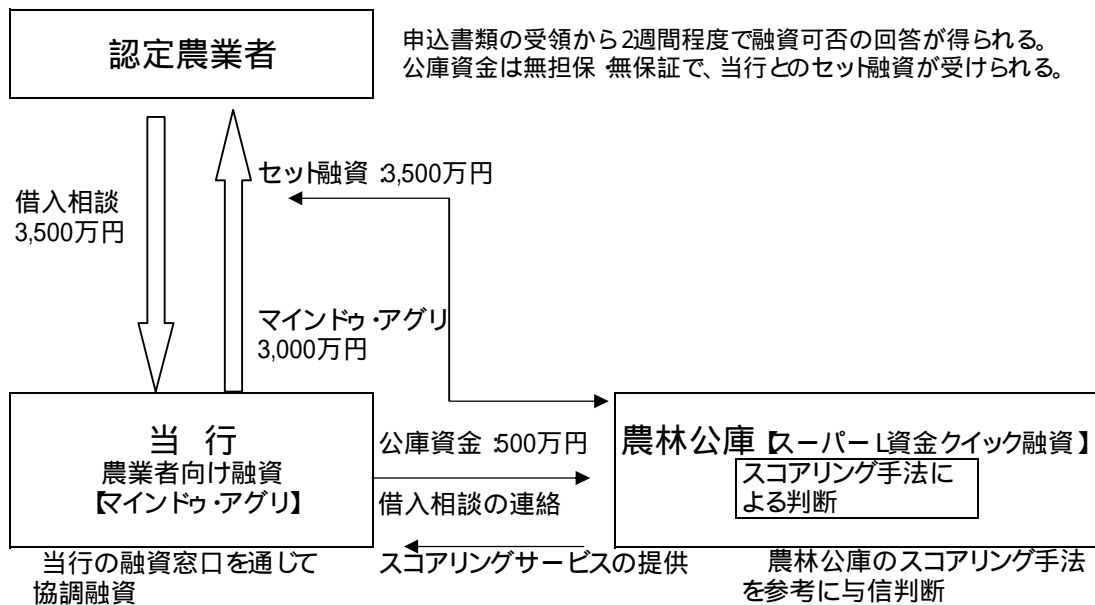 認定農業者
申込書類の受領から2週間程度で融資可否の回答が得られる。
公庫資金は無担保・無保証で、当行とのセット融資が受けられる。
セット融資:3,500万円
借入相談
3,500万円
マインドゥ・アグリ
3,000万円
当 行
農業者向け融資
【マインドゥ・アグリ】
公庫資金:500万円
借入相談の連絡
農林公庫【スーパーL資金クイック融資】
スコアリング手法に
よる判断
当行の融資窓口を通じて
協調融資
スコアリングサービスの提供
農林公庫のスコアリング手法
を参考に与信判断